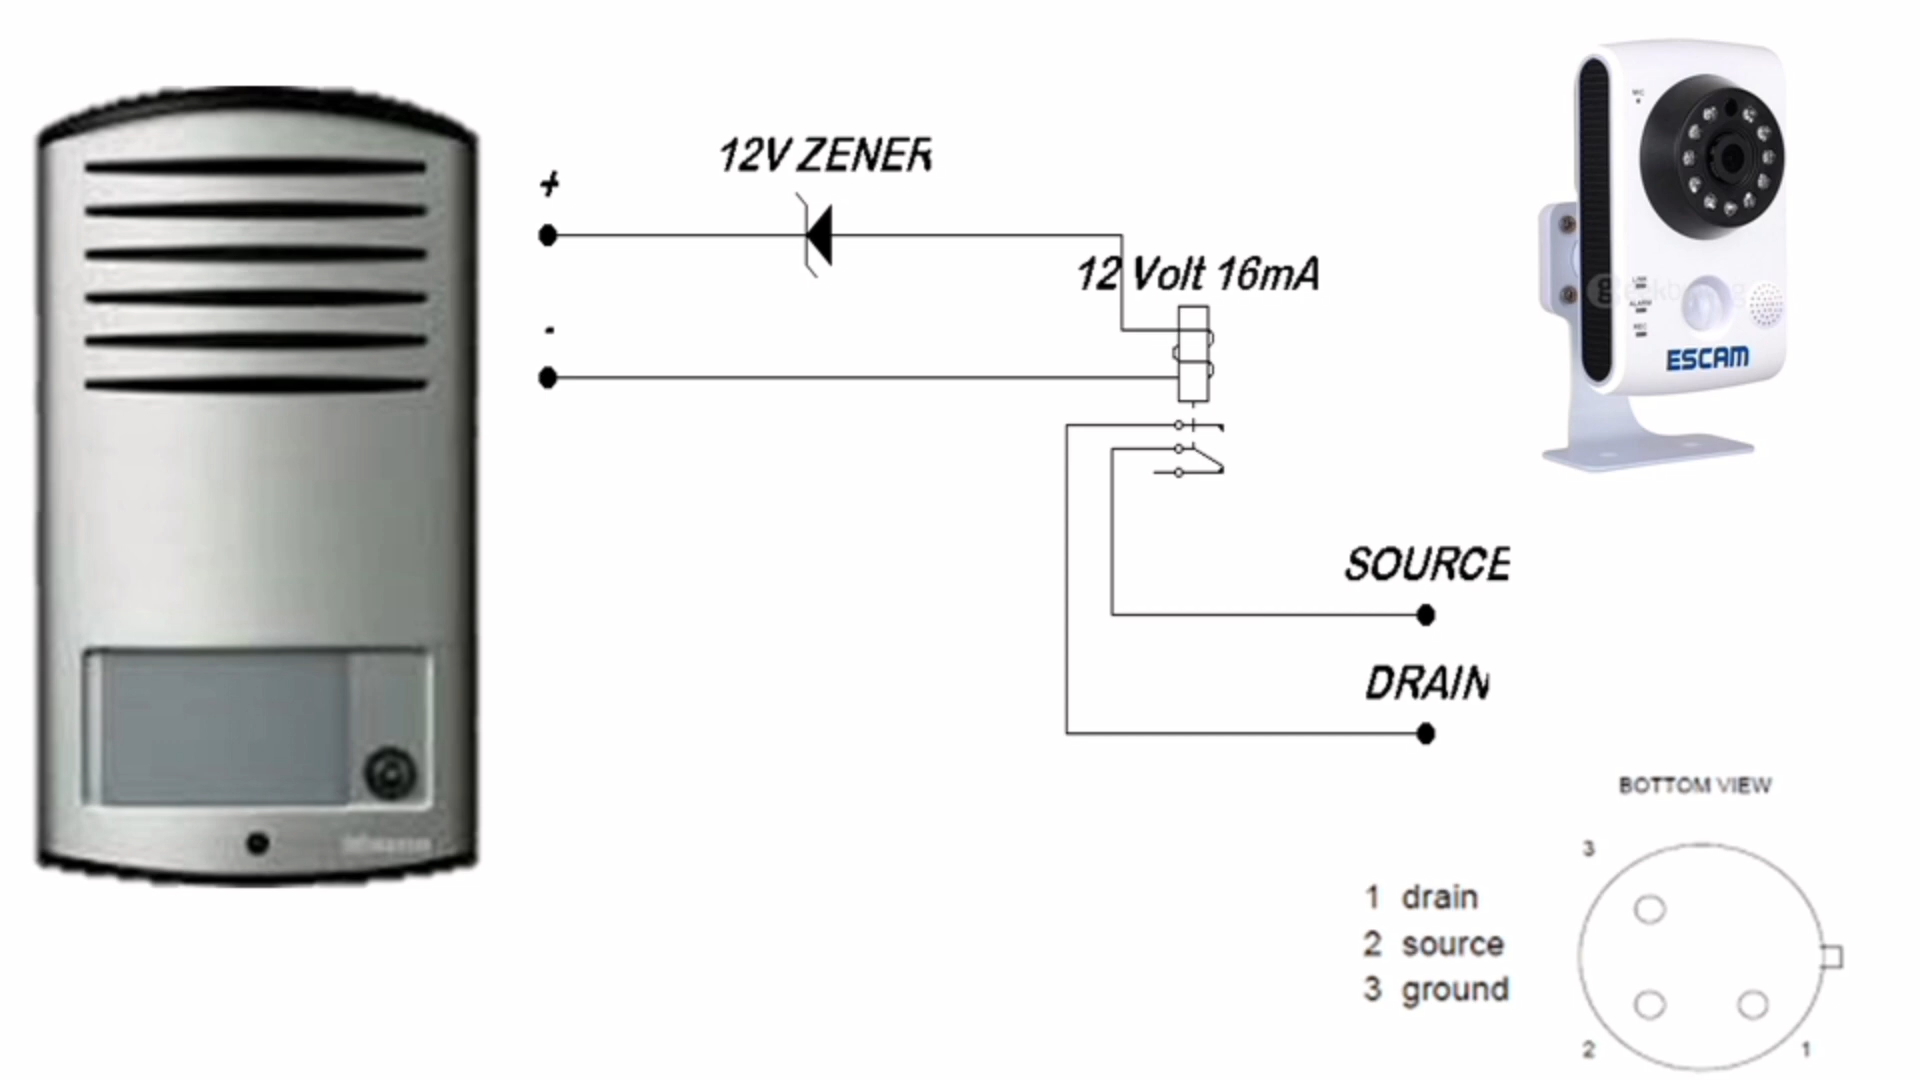 12V ZENER
+
-
12 Volt 16mA
ESCAM
SOURCE
DRAIN
BOTTOM VIEW
3
1 drain
2 source
3 ground
2
1